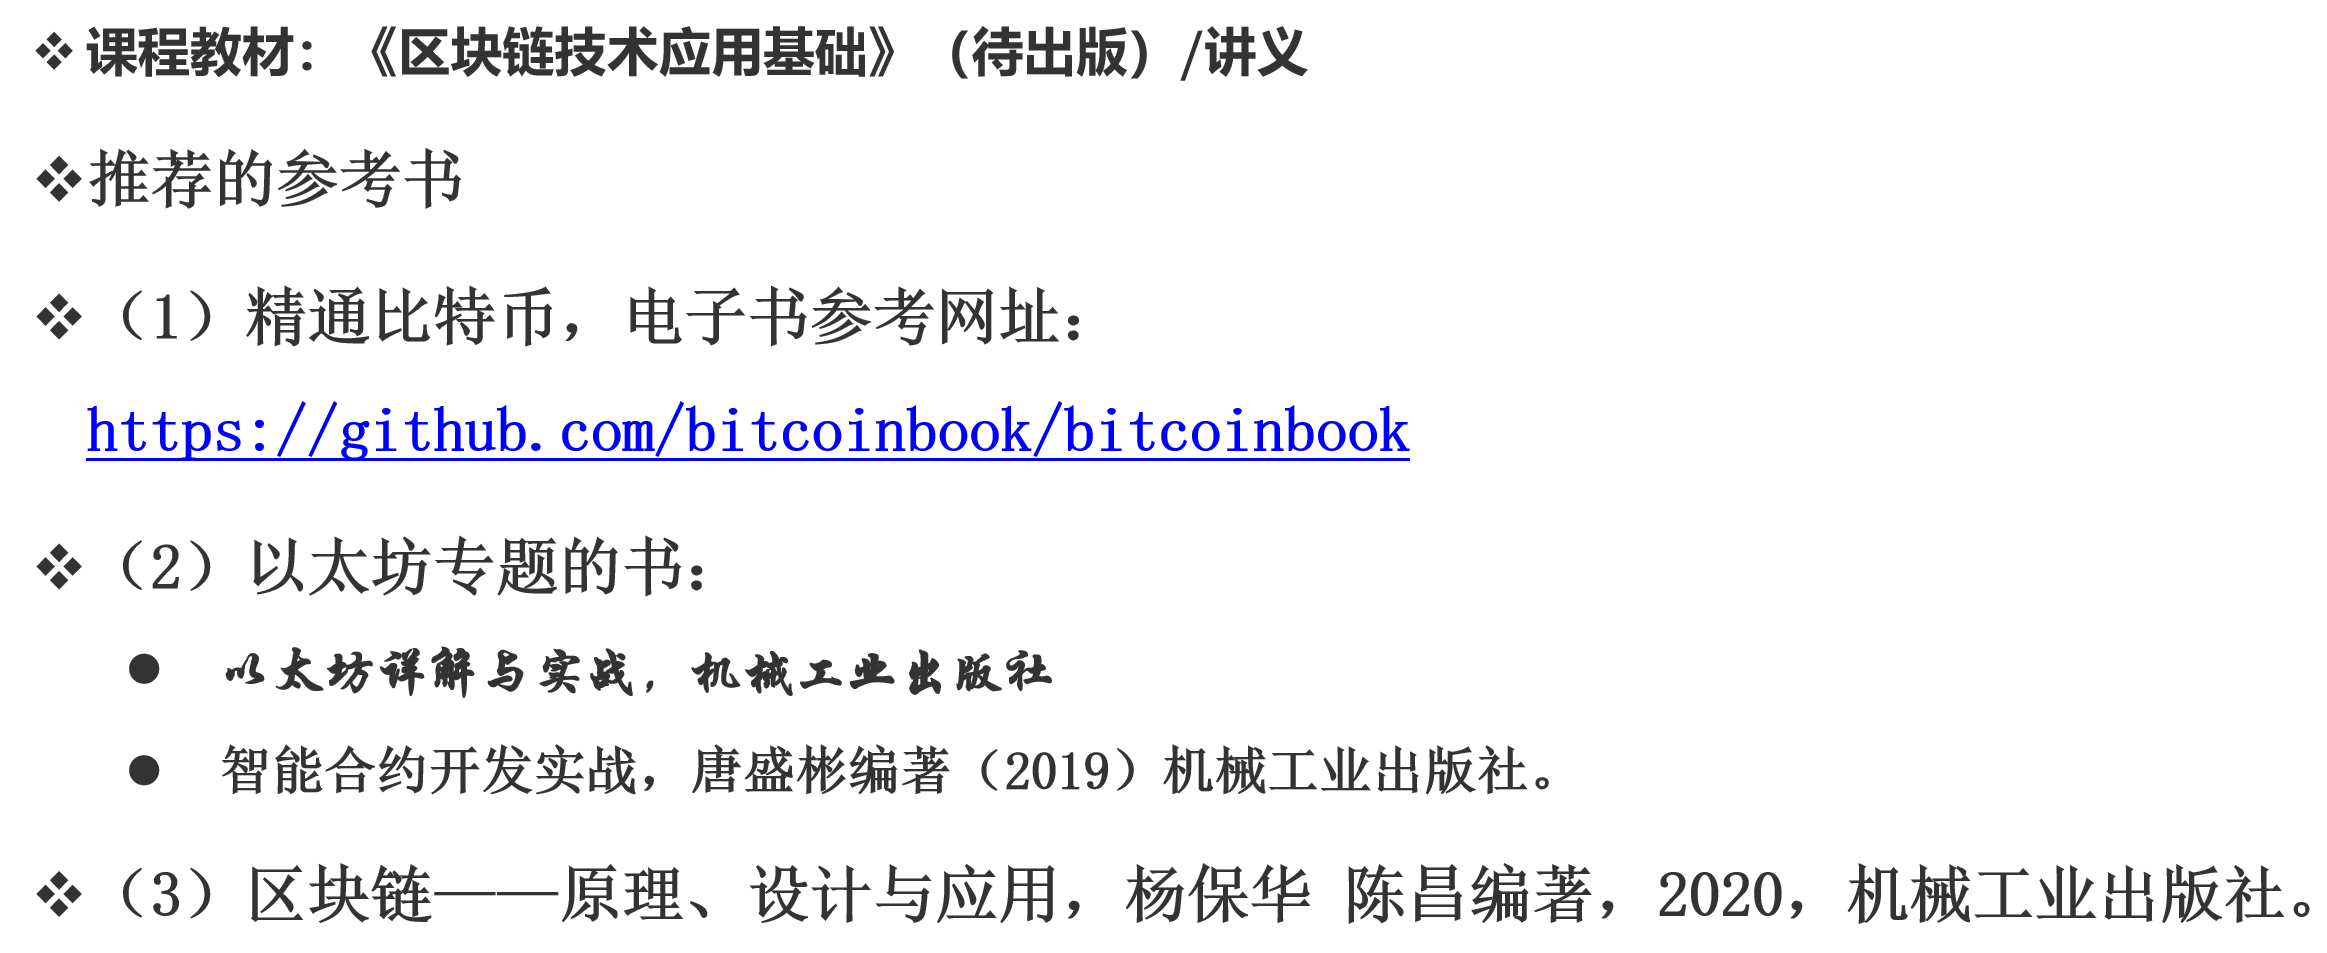 ❖ 课程教材：《区块链技术应用基础》（待出版）/讲义
❖推荐的参考书
❖（1）精通比特币，电子书参考网址：
https://github.com/bitcoinbook/bitcoinbook
❖（2）以太坊专题的书：
● 以太坊详解与实战，机械工业出版社
● 智能合约开发实战，唐盛彬编著（2019）机械工业出版社。
❖（3）区块链——原理、设计与应用，杨保华 陈昌编著，2020，机械工业出版社。